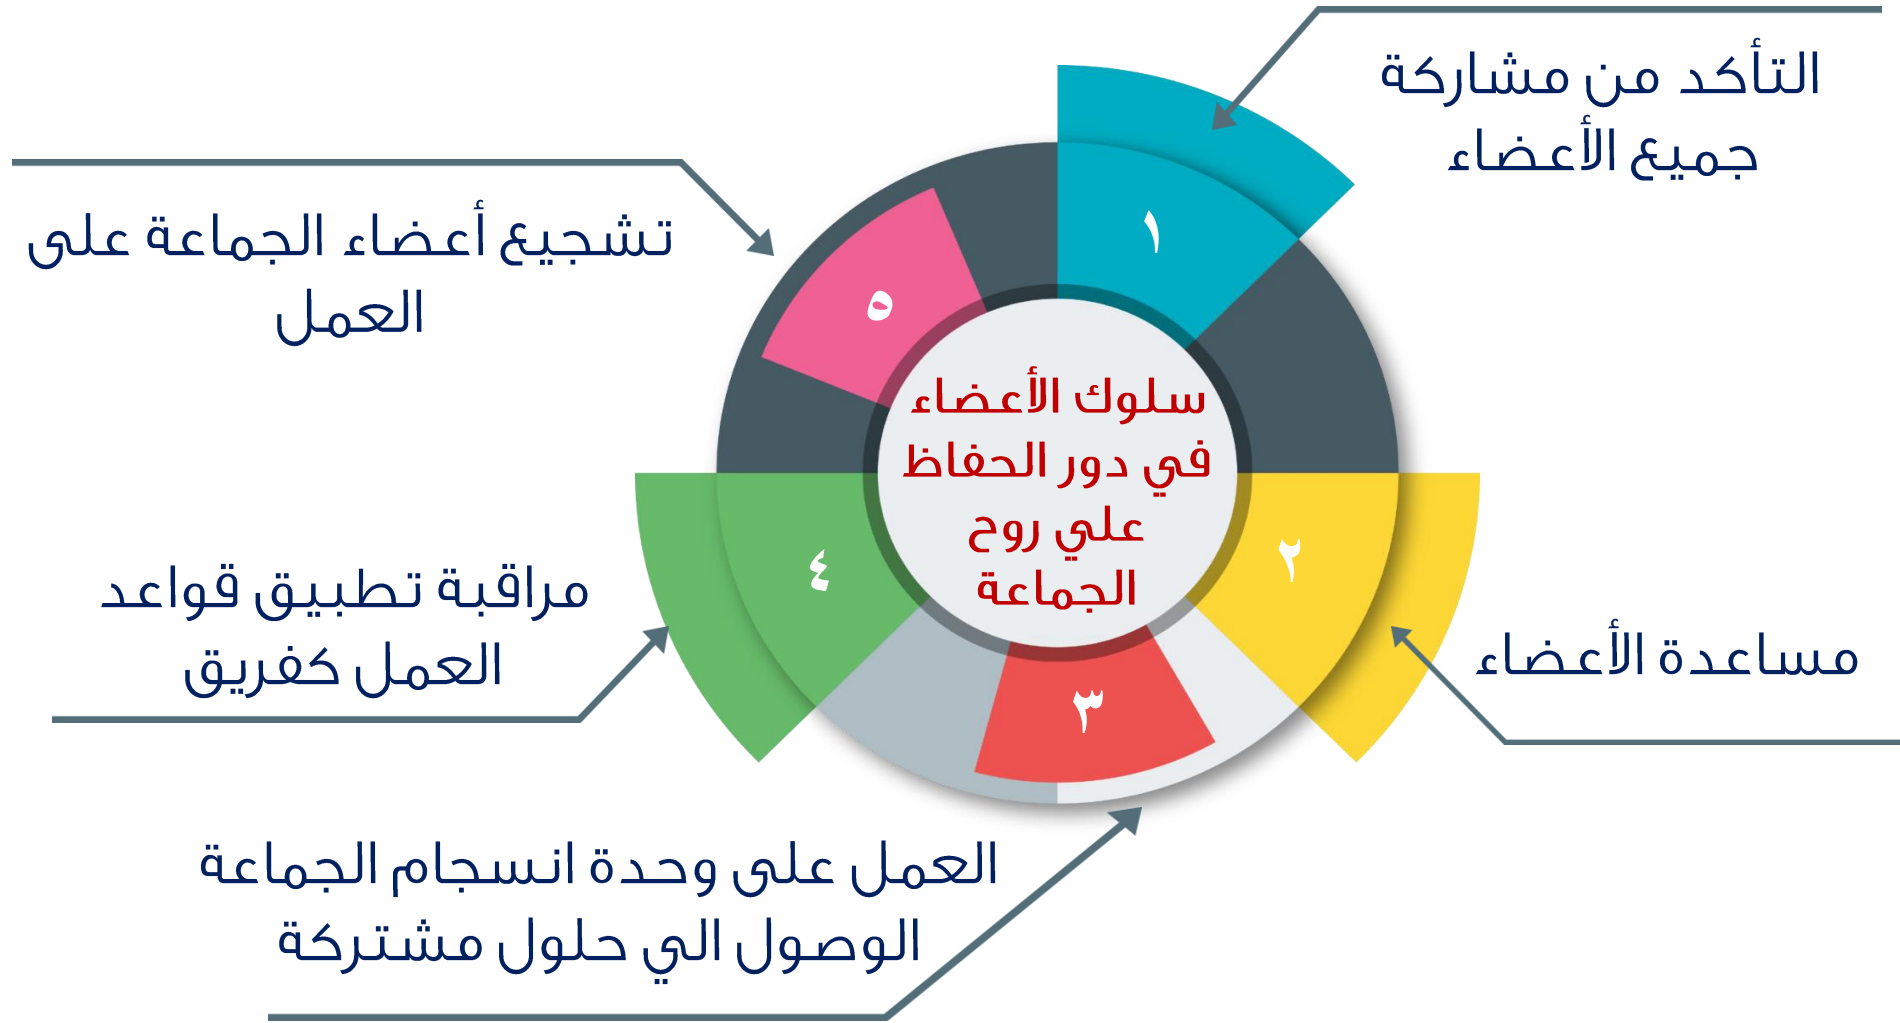 سلوك الأعضاء
في دور الحفاظ
علي روح
الجماعة
١
التأكد من مشاركة
جميع الأعضاء
٢
مساعدة الأعضاء
٣
العمل على وحدة انسجام الجماعة
الوصول الي حلول مشتركة
٤
مراقبة تطبيق قواعد
العمل كفريق
٥
تشجيع أعضاء الجماعة على
العمل